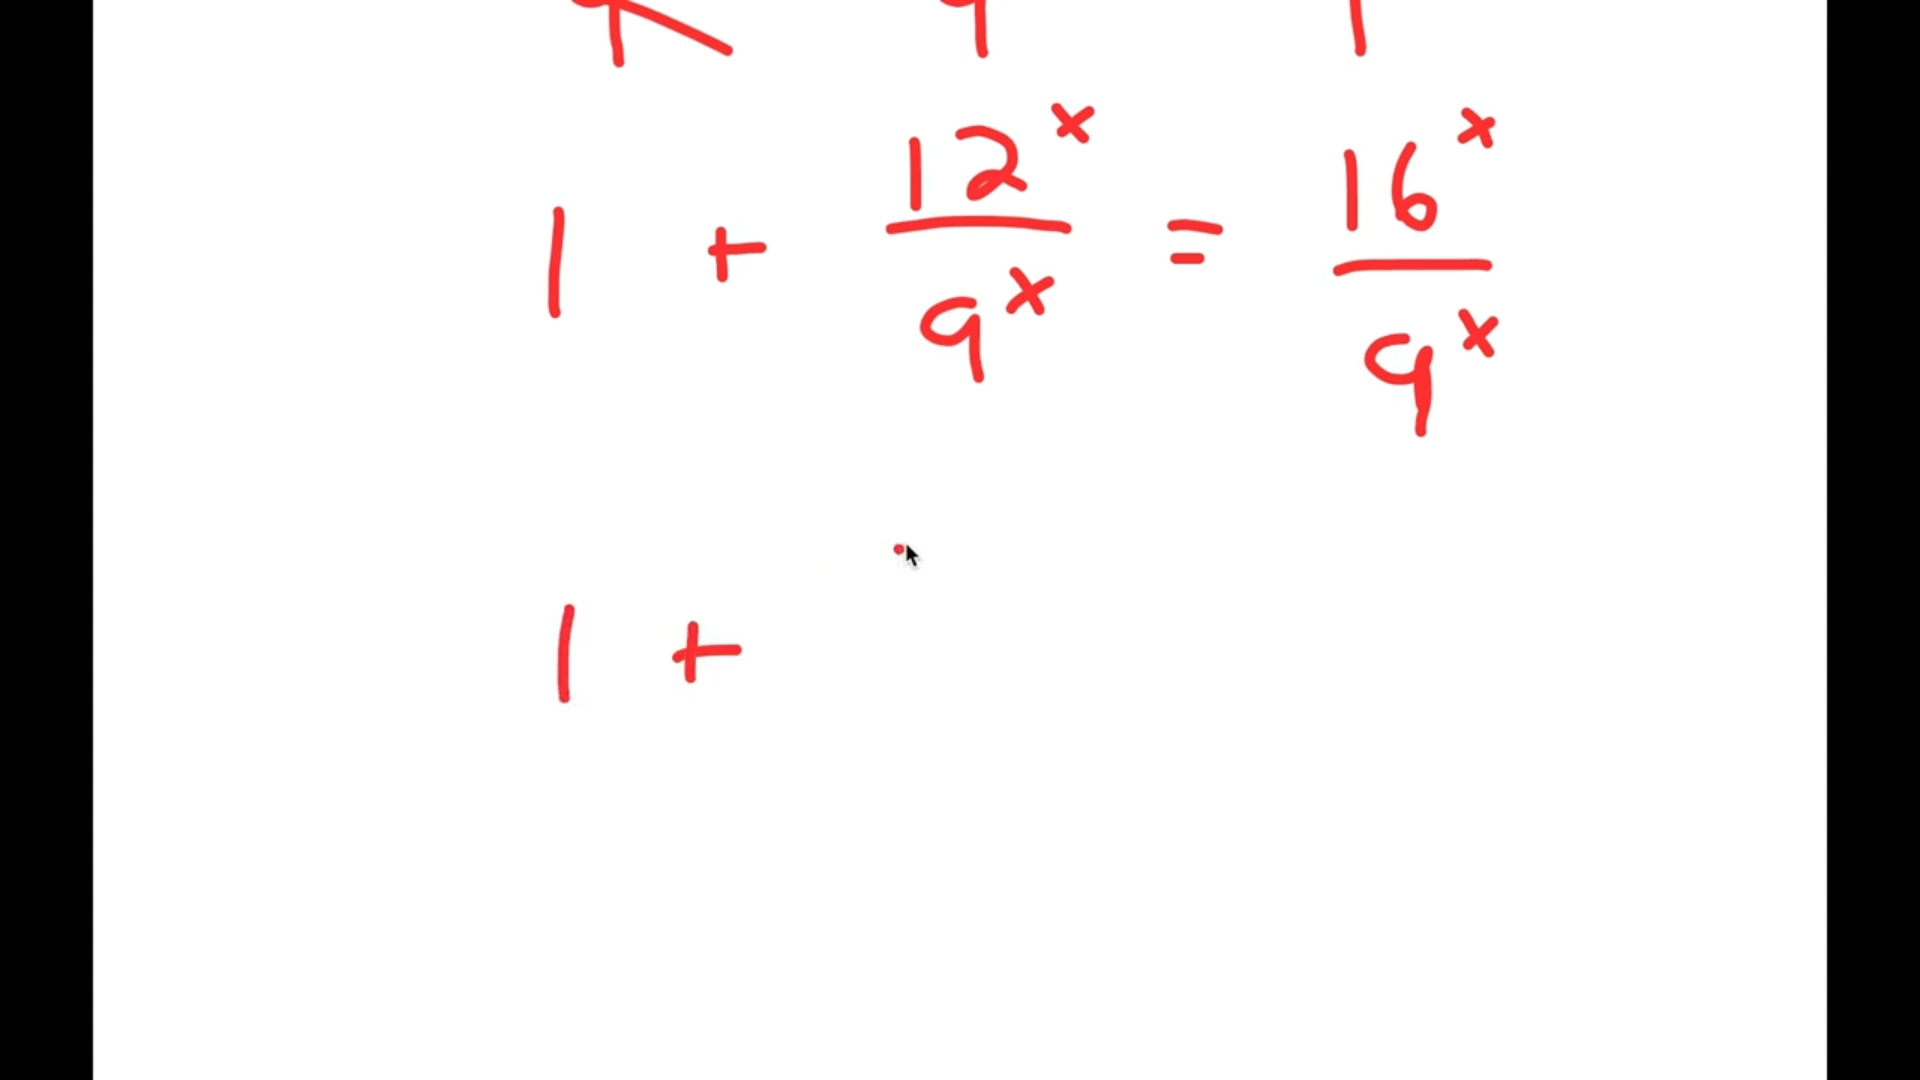 1 + 12^x / 9^x = 16^x / 9^x
1 +